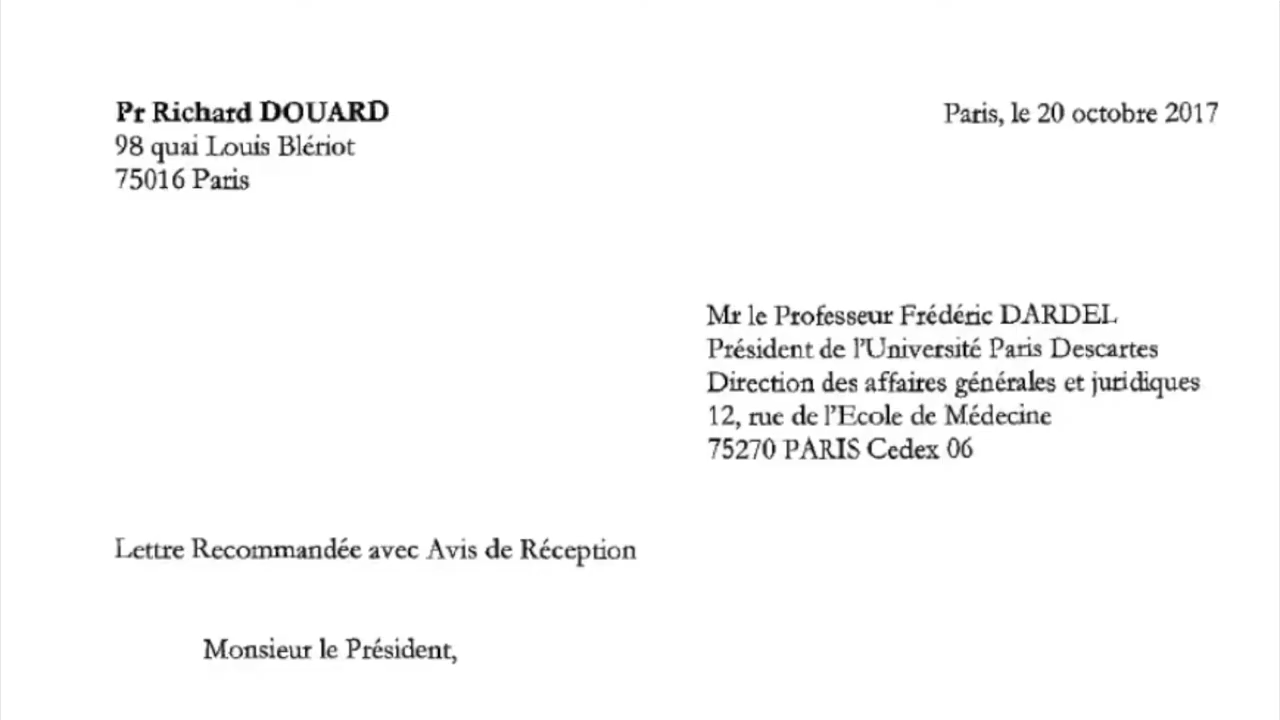 Pr Richard DOUARD
98 quai Louis Blériot
75016 Paris
Paris, le 20 octobre 2017
Mr le Professeur Frédéric DARDEL
Président de l'Université Paris Descartes
Direction des affaires générales et juridiques
12, rue de l'Ecole de Médecine
75270 PARIS Cedex 06
Lettre Recommandée avec Avis de Réception
Monsieur le Président,